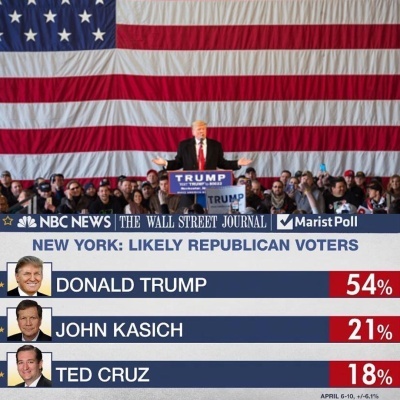 TRUMP
TRUMP
NBC NEWS | THE WALL STREET JOURNAL | Marist Poll
NEW YORK: LIKELY REPUBLICAN VOTERS
DONALD TRUMP 54%
JOHN KASICH 21%
TED CRUZ 18%
APRIL 6-10, +/-6.1%